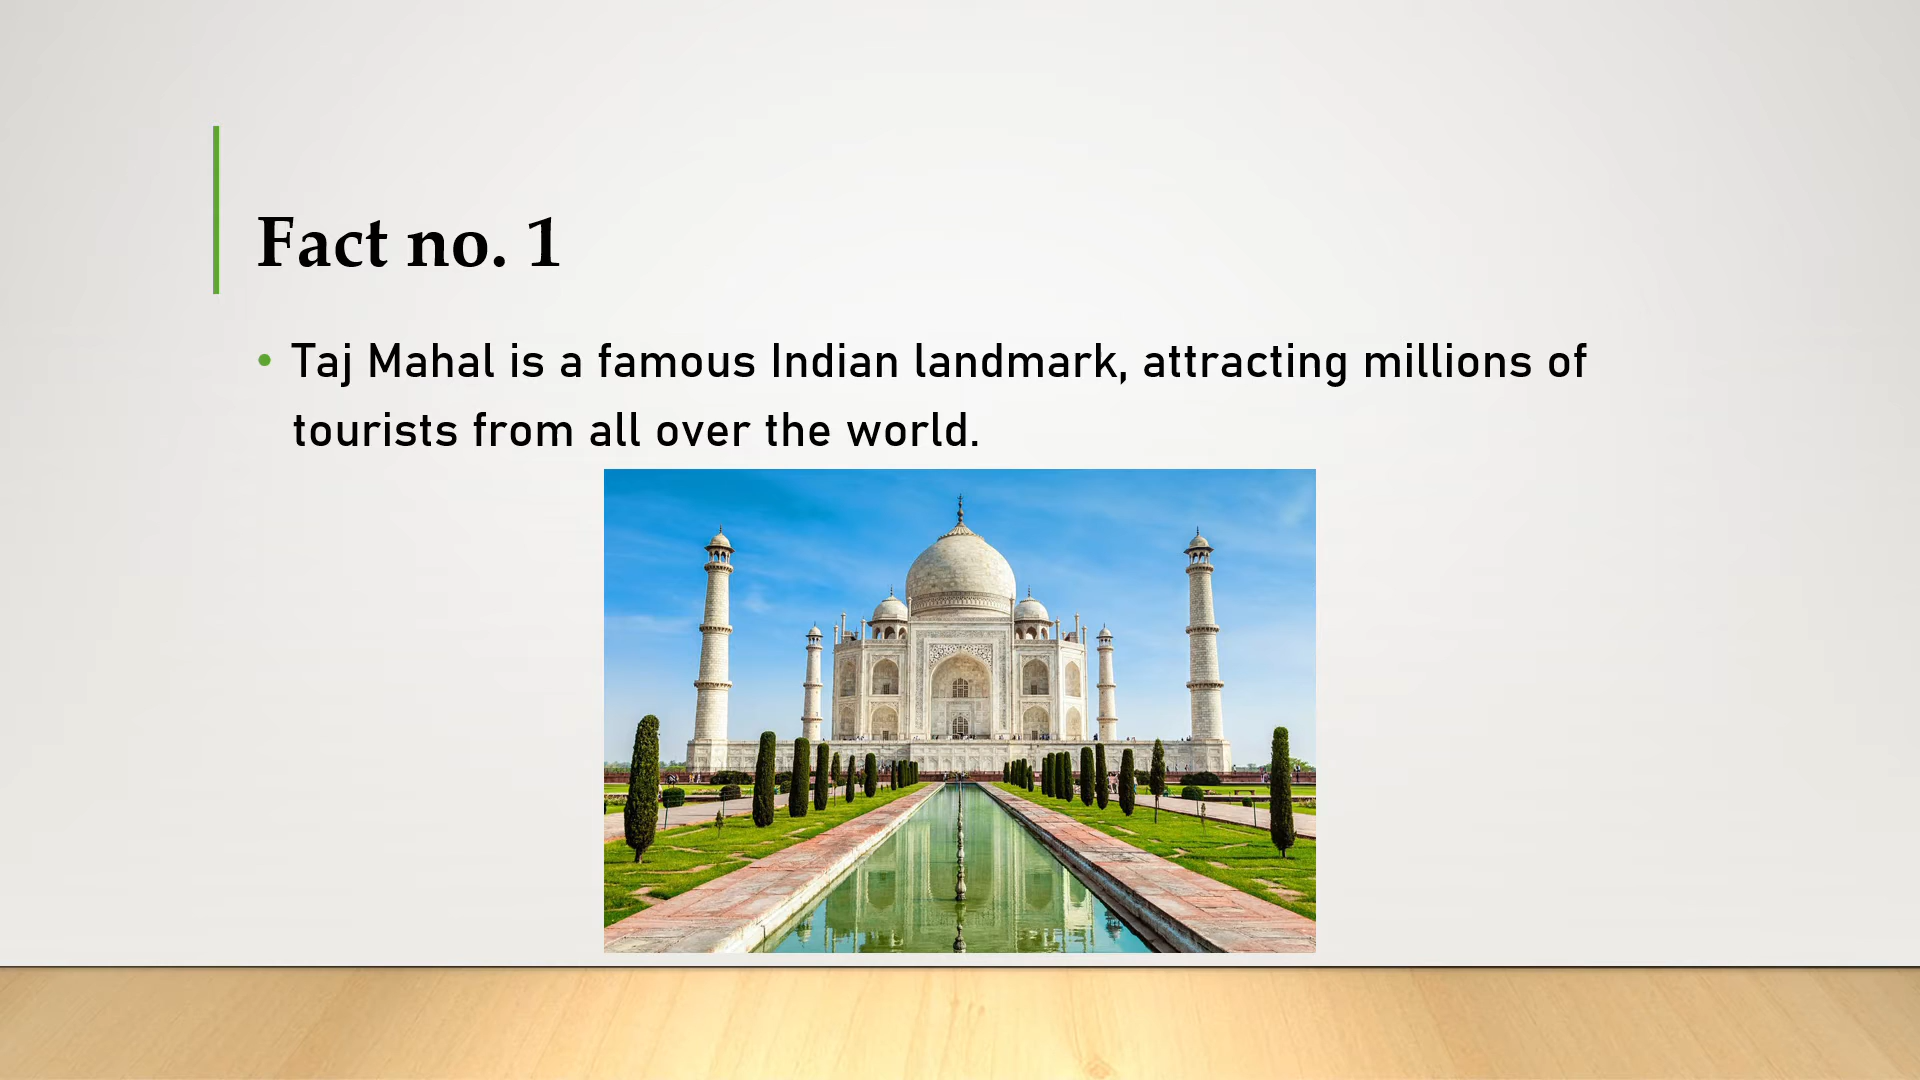 Fact no. 1
• Taj Mahal is a famous Indian landmark, attracting millions of
tourists from all over the world.